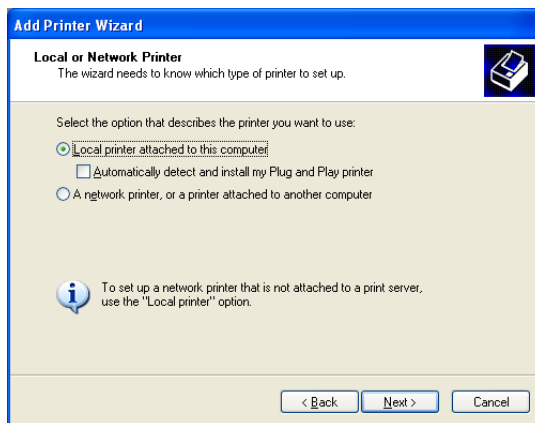 Add Printer Wizard
Local or Network Printer
The wizard needs to know which type of printer to set up.
Select the option that describes the printer you want to use:
Local printer attached to this computer
Automatically detect and install my Plug and Play printer
A network printer, or a printer attached to another computer
To set up a network printer that is not attached to a print server,
use the "Local printer" option.
< Back Next > Cancel